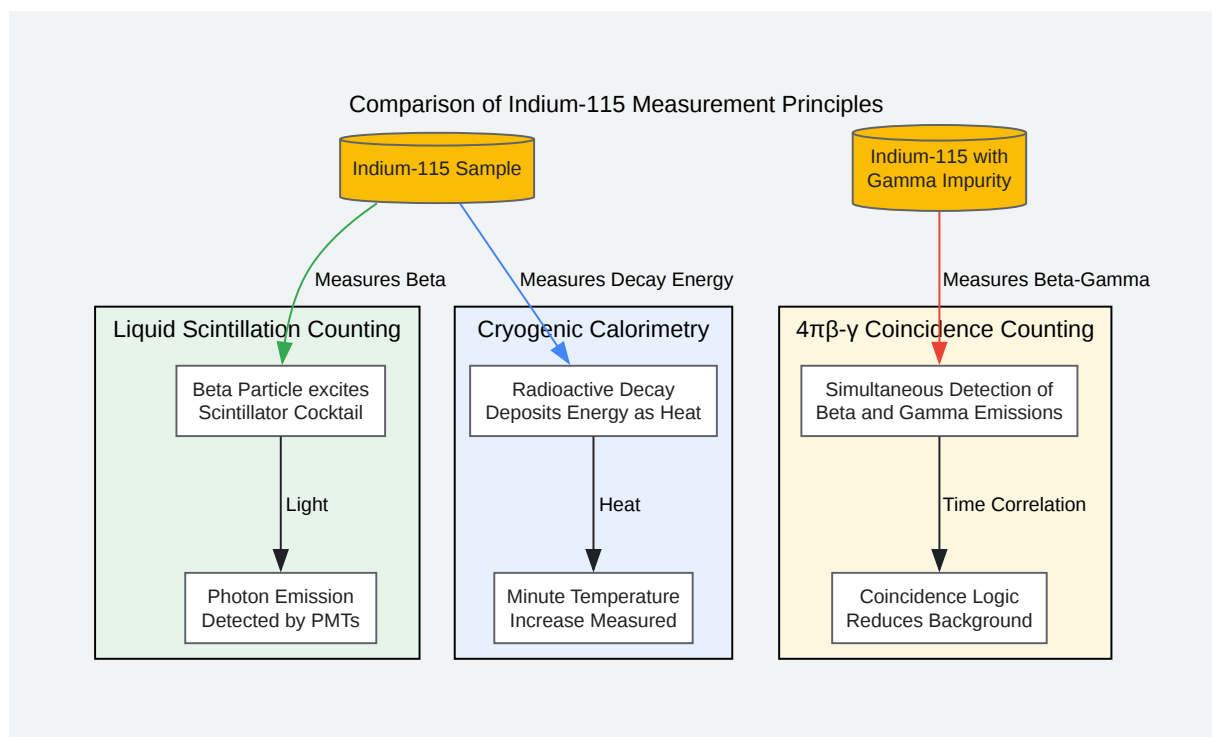 Comparison of Indium-115 Measurement Principles
Indium-115 Sample
Indium-115 with
Gamma Impurity
Measures Beta
Measures Decay Energy
Measures Beta-Gamma
Liquid Scintillation Counting
Cryogenic Calorimetry
4πβ-γ Coincidence Counting
Beta Particle excites
Scintillator Cocktail
Radioactive Decay
Deposits Energy as Heat
Simultaneous Detection of
Beta and Gamma Emissions
Light
Heat
Time Correlation
Photon Emission
Detected by PMTs
Minute Temperature
Increase Measured
Coincidence Logic
Reduces Background